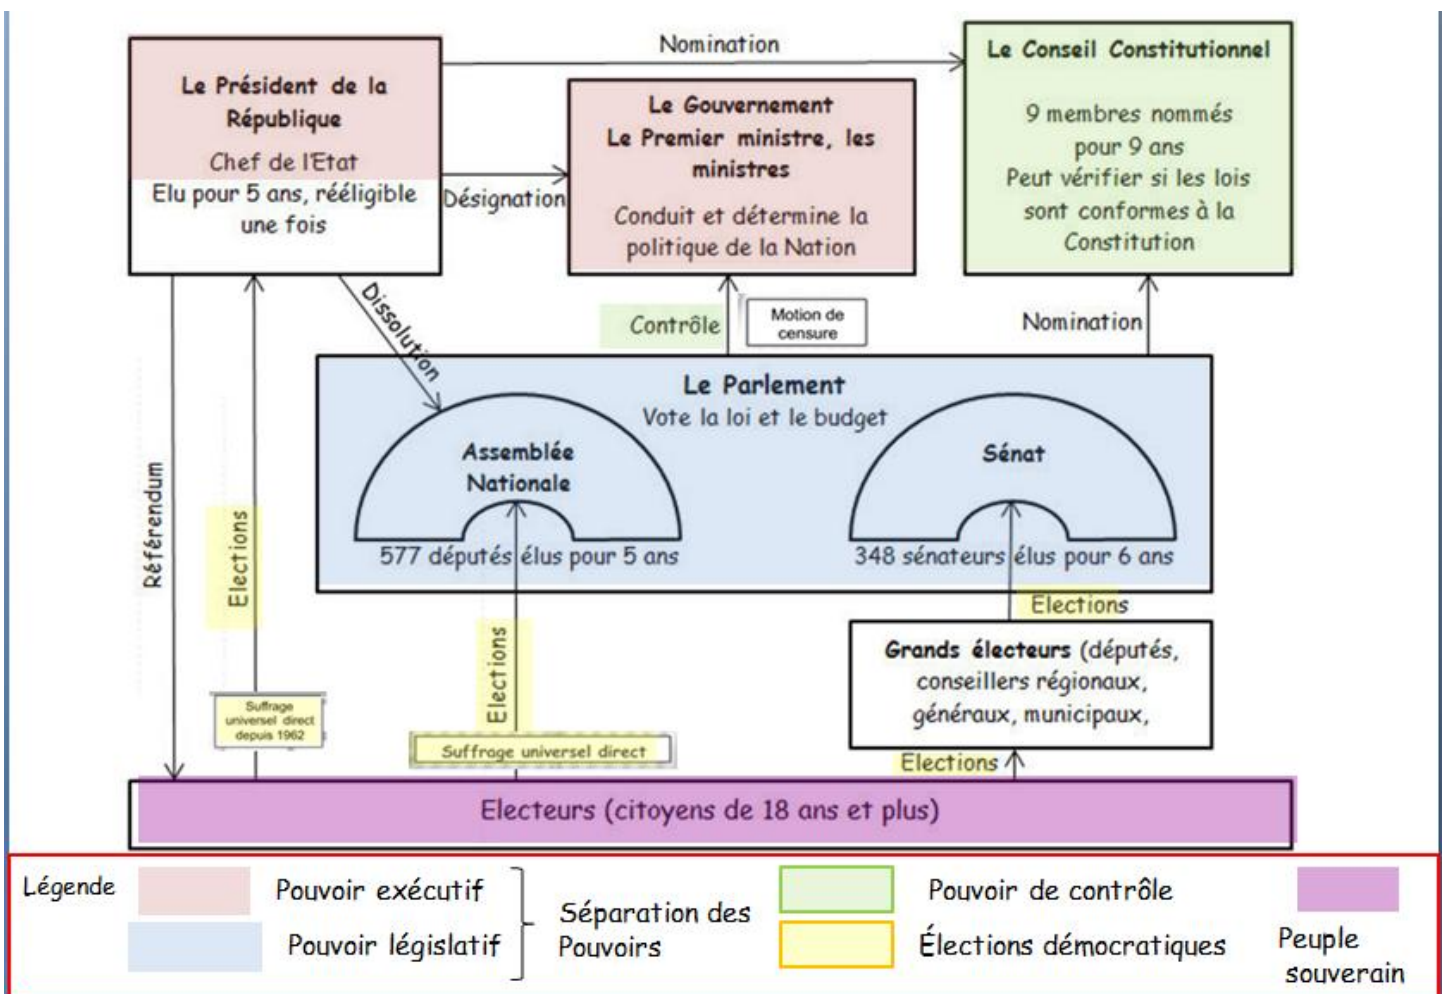 Nomination
Le Président de la
République
Chef de l'Etat
Elu pour 5 ans, rééligible
une fois
Désignation
Le Gouvernement
Le Premier ministre, les
ministres
Conduit et détermine la
politique de la Nation
Le Conseil Constitutionnel
9 membres nommés
pour 9 ans
Peut vérifier si les lois
sont conformes à la
Constitution
Dissolution
Contrôle
Motion de
censure
Nomination
Le Parlement
Vote la loi et le budget
Assemblée
Nationale
577 députés élus pour 5 ans
Sénat
348 sénateurs élus pour 6 ans
Référendum
Elections
Suffrage
universel direct
depuis 1962
Elections
Suffrage universel direct
Elections
Grands électeurs (députés,
conseillers régionaux,
généraux, municipaux,
Elections
Electeurs (citoyens de 18 ans et plus)
Légende
Pouvoir exécutif
Pouvoir législatif
Séparation des
Pouvoirs
Pouvoir de contrôle
Élections démocratiques
Peuple
souverain